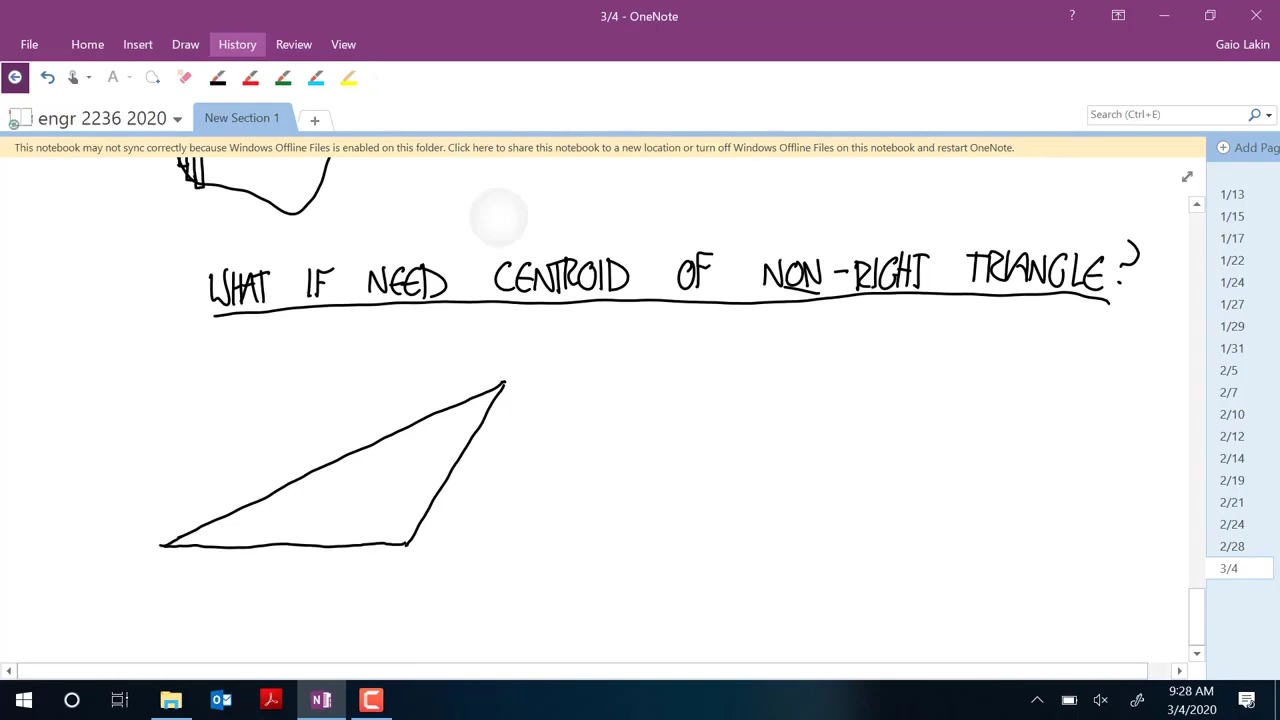 3/4 - OneNote
?
File Home Insert Draw History Review View
Gaio Lakin
A
engr 2236 2020
New Section 1
+
Search (Ctrl+E)
This notebook may not sync correctly because Windows Offline Files is enabled on this folder. Click here to share this notebook to a new location or turn off Windows Offline Files on this notebook and restart OneNote.
Add Pag
1/13
1/15
1/17
1/22
1/24
1/27
1/29
1/31
2/5
2/7
2/10
2/12
2/14
2/19
2/21
2/24
2/28
3/4
WHAT IF NEED CENTROID OF NON-RIGHT TRIANGLE?
9:28 AM
3/4/2020